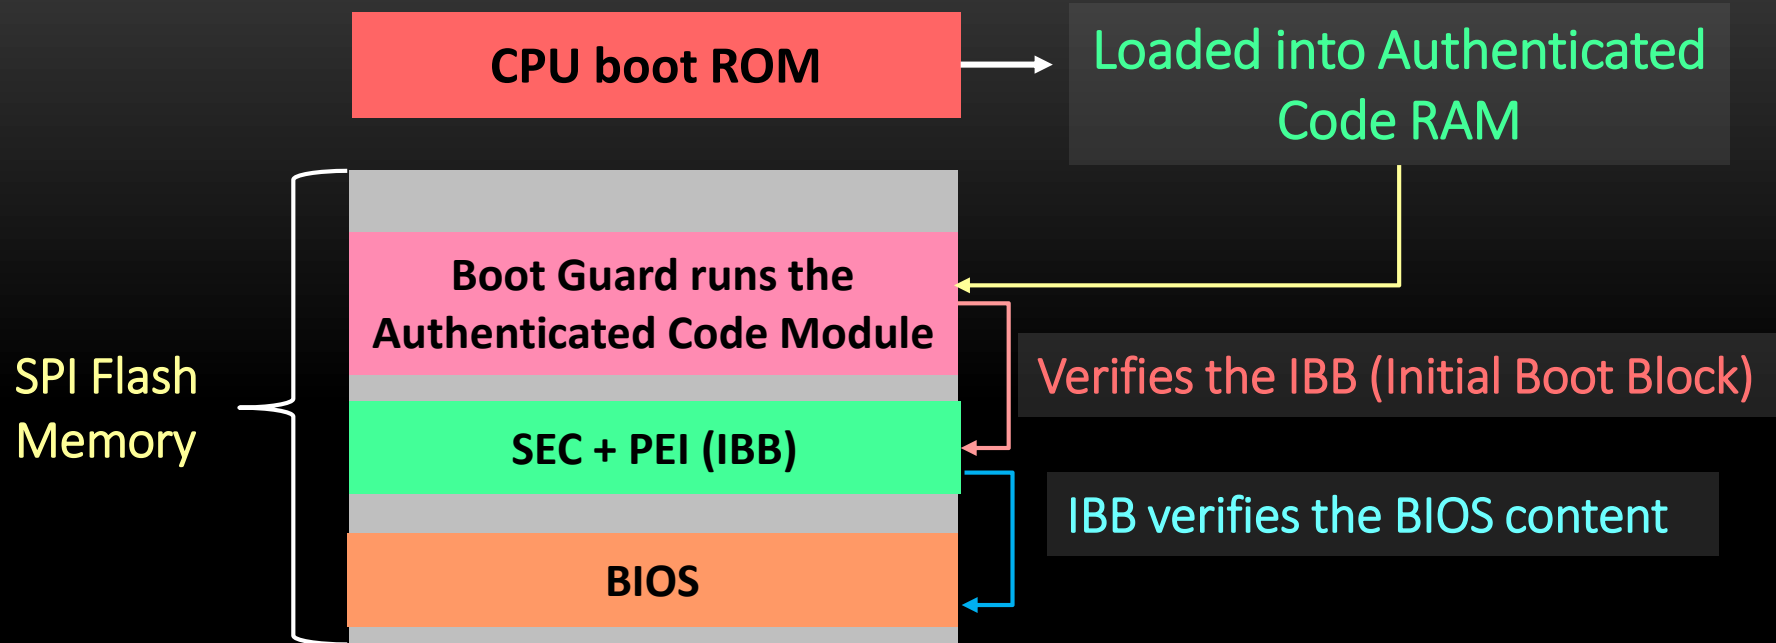 CPU boot ROM
Loaded into Authenticated
Code RAM
Boot Guard runs the
Authenticated Code Module
SPI Flash
Memory
Verifies the IBB (Initial Boot Block)
SEC + PEI (IBB)
IBB verifies the BIOS content
BIOS